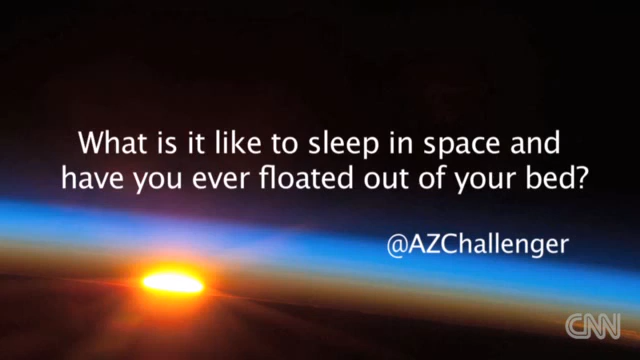 What is it like to sleep in space and
have you ever floated out of your bed?
@AZChallenger
CNN